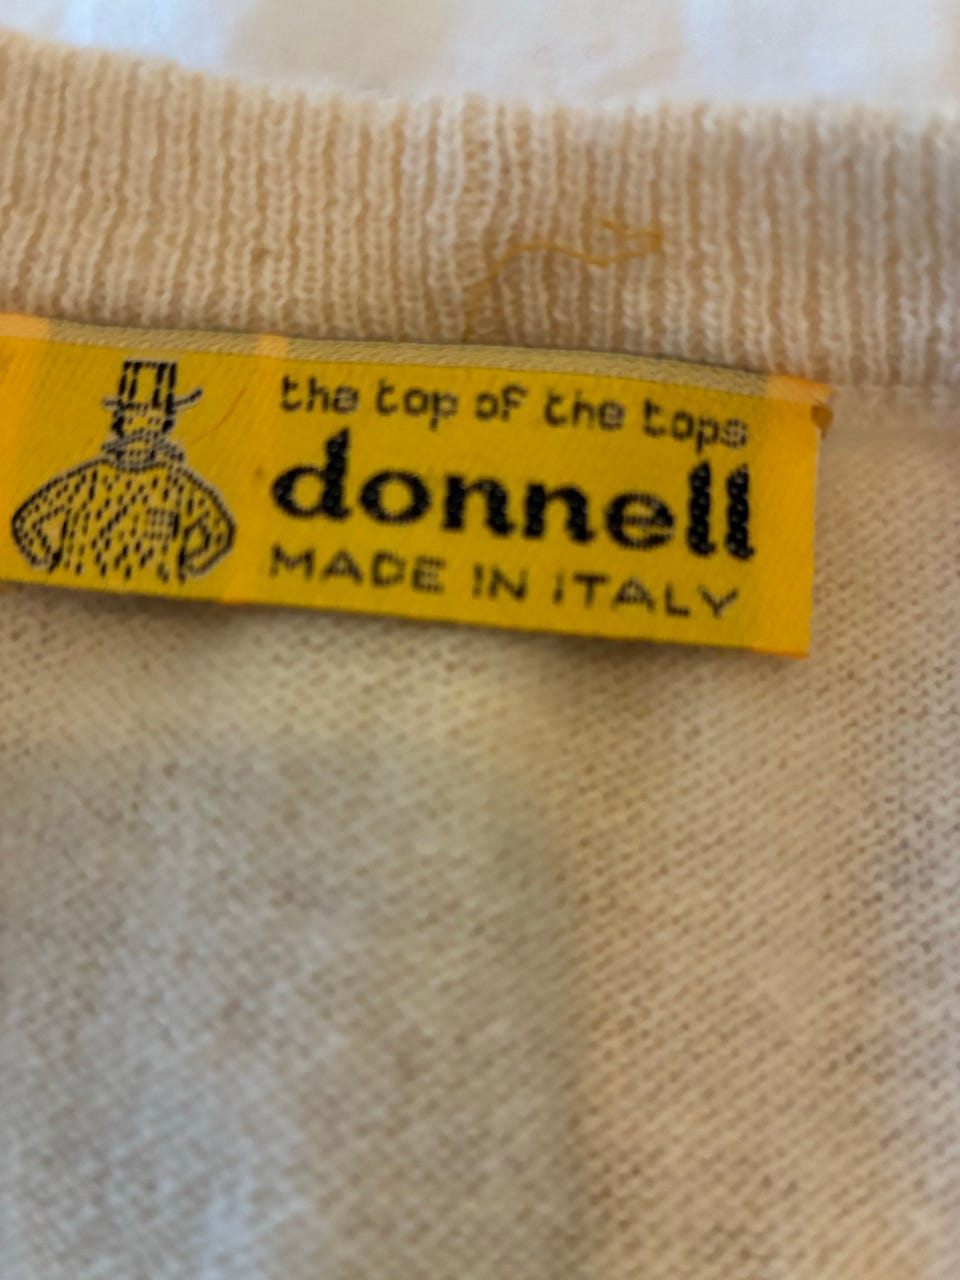 the top of the tops
donnell
MADE IN iTALY